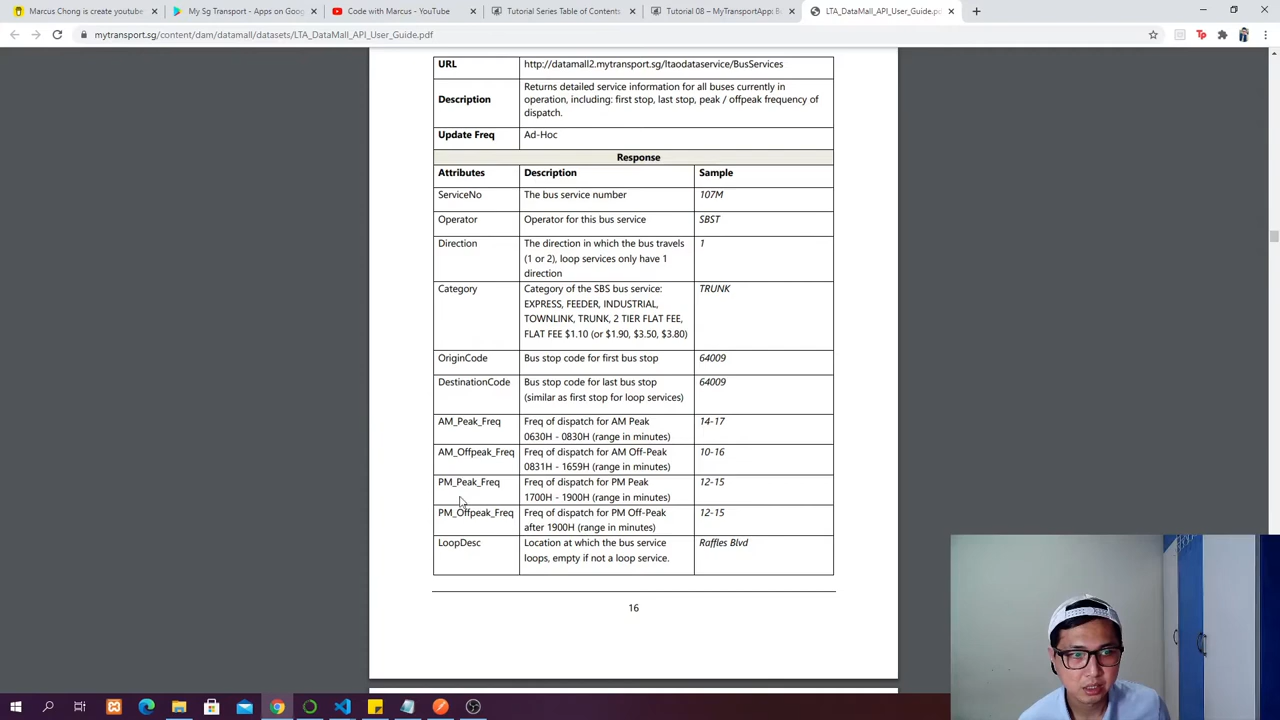 Marcus Chong is create youtube
My Sg Transport - Apps on Goog
Code with Marcus - YouTube
Tutorial Series Table of Contents
Tutorial 08 – MyTransportApp: B
LTA_DataMall_API_User_Guide.pdf
mytransport.sg/content/dam/datamall/datasets/LTA_DataMall_API_User_Guide.pdf
URL http://datamall2.mytransport.sg/ltaodataservice/BusServices
Description Returns detailed service information for all buses currently in
operation, including: first stop, last stop, peak / offpeak frequency of
dispatch.
Update Freq Ad-Hoc
Response
Attributes Description Sample
ServiceNo The bus service number 107M
Operator Operator for this bus service SBST
Direction The direction in which the bus travels 1
(1 or 2), loop services only have 1
direction
Category Category of the SBS bus service: TRUNK
EXPRESS, FEEDER, INDUSTRIAL,
TOWNLINK, TRUNK, 2 TIER FLAT FEE,
FLAT FEE $1.10 (or $1.90, $3.50, $3.80)
OriginCode Bus stop code for first bus stop 64009
DestinationCode Bus stop code for last bus stop 64009
(similar as first stop for loop services)
AM_Peak_Freq Freq of dispatch for AM Peak 14-17
0630H - 0830H (range in minutes)
AM_Offpeak_Freq Freq of dispatch for AM Off-Peak 10-16
0831H - 1659H (range in minutes)
PM_Peak_Freq Freq of dispatch for PM Peak 12-15
1700H - 1900H (range in minutes)
PM_Offpeak_Freq Freq of dispatch for PM Off-Peak 12-15
after 1900H (range in minutes)
LoopDesc Location at which the bus service Raffles Blvd
loops, empty if not a loop service.
16